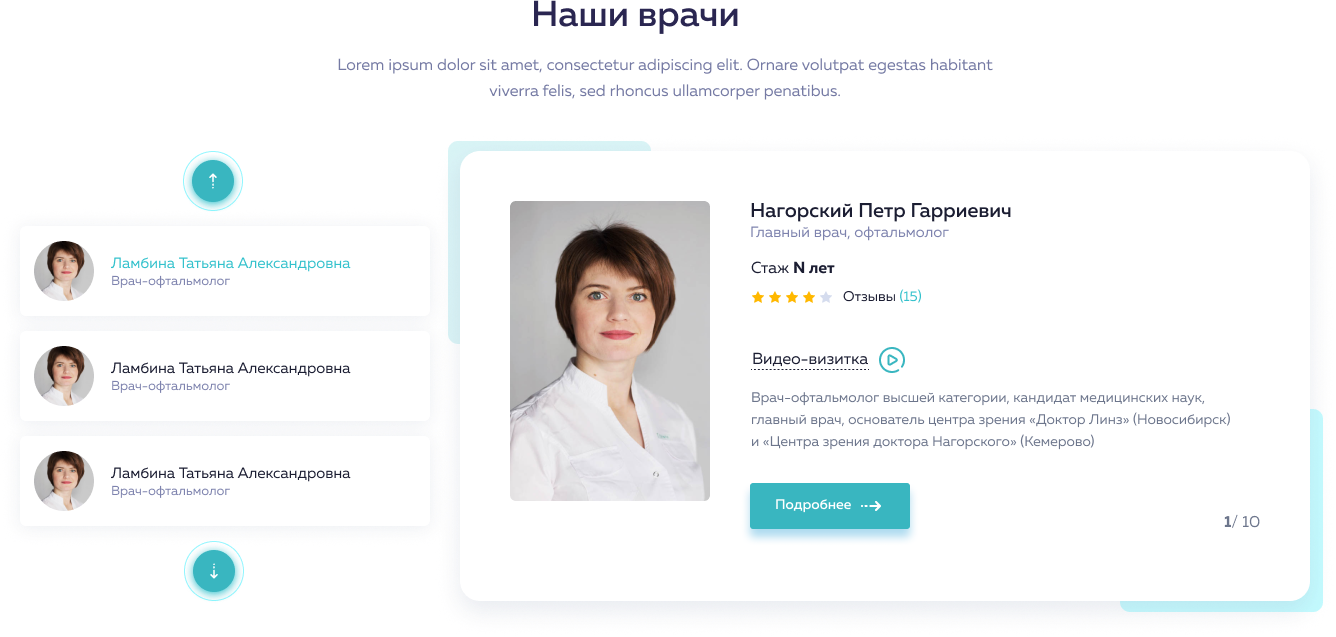 Наши врачи
Lorem ipsum dolor sit amet, consectetur adipiscing elit. Ornare volutpat egestas habitant
viverra felis, sed rhoncus ullamcorper penatibus.
Ламбина Татьяна Александровна
Врач-офтальмолог
Ламбина Татьяна Александровна
Врач-офтальмолог
Ламбина Татьяна Александровна
Врач-офтальмолог
Нагорский Петр Гарриевич
Главный врач, офтальмолог
Стаж N лет
Отзывы (15)
Видео-визитка
Врач-офтальмолог высшей категории, кандидат медицинских наук,
главный врач, основатель центра зрения «Доктор Линз» (Новосибирск)
и «Центра зрения доктора Нагорского» (Кемерово)
Подробнее
1/ 10